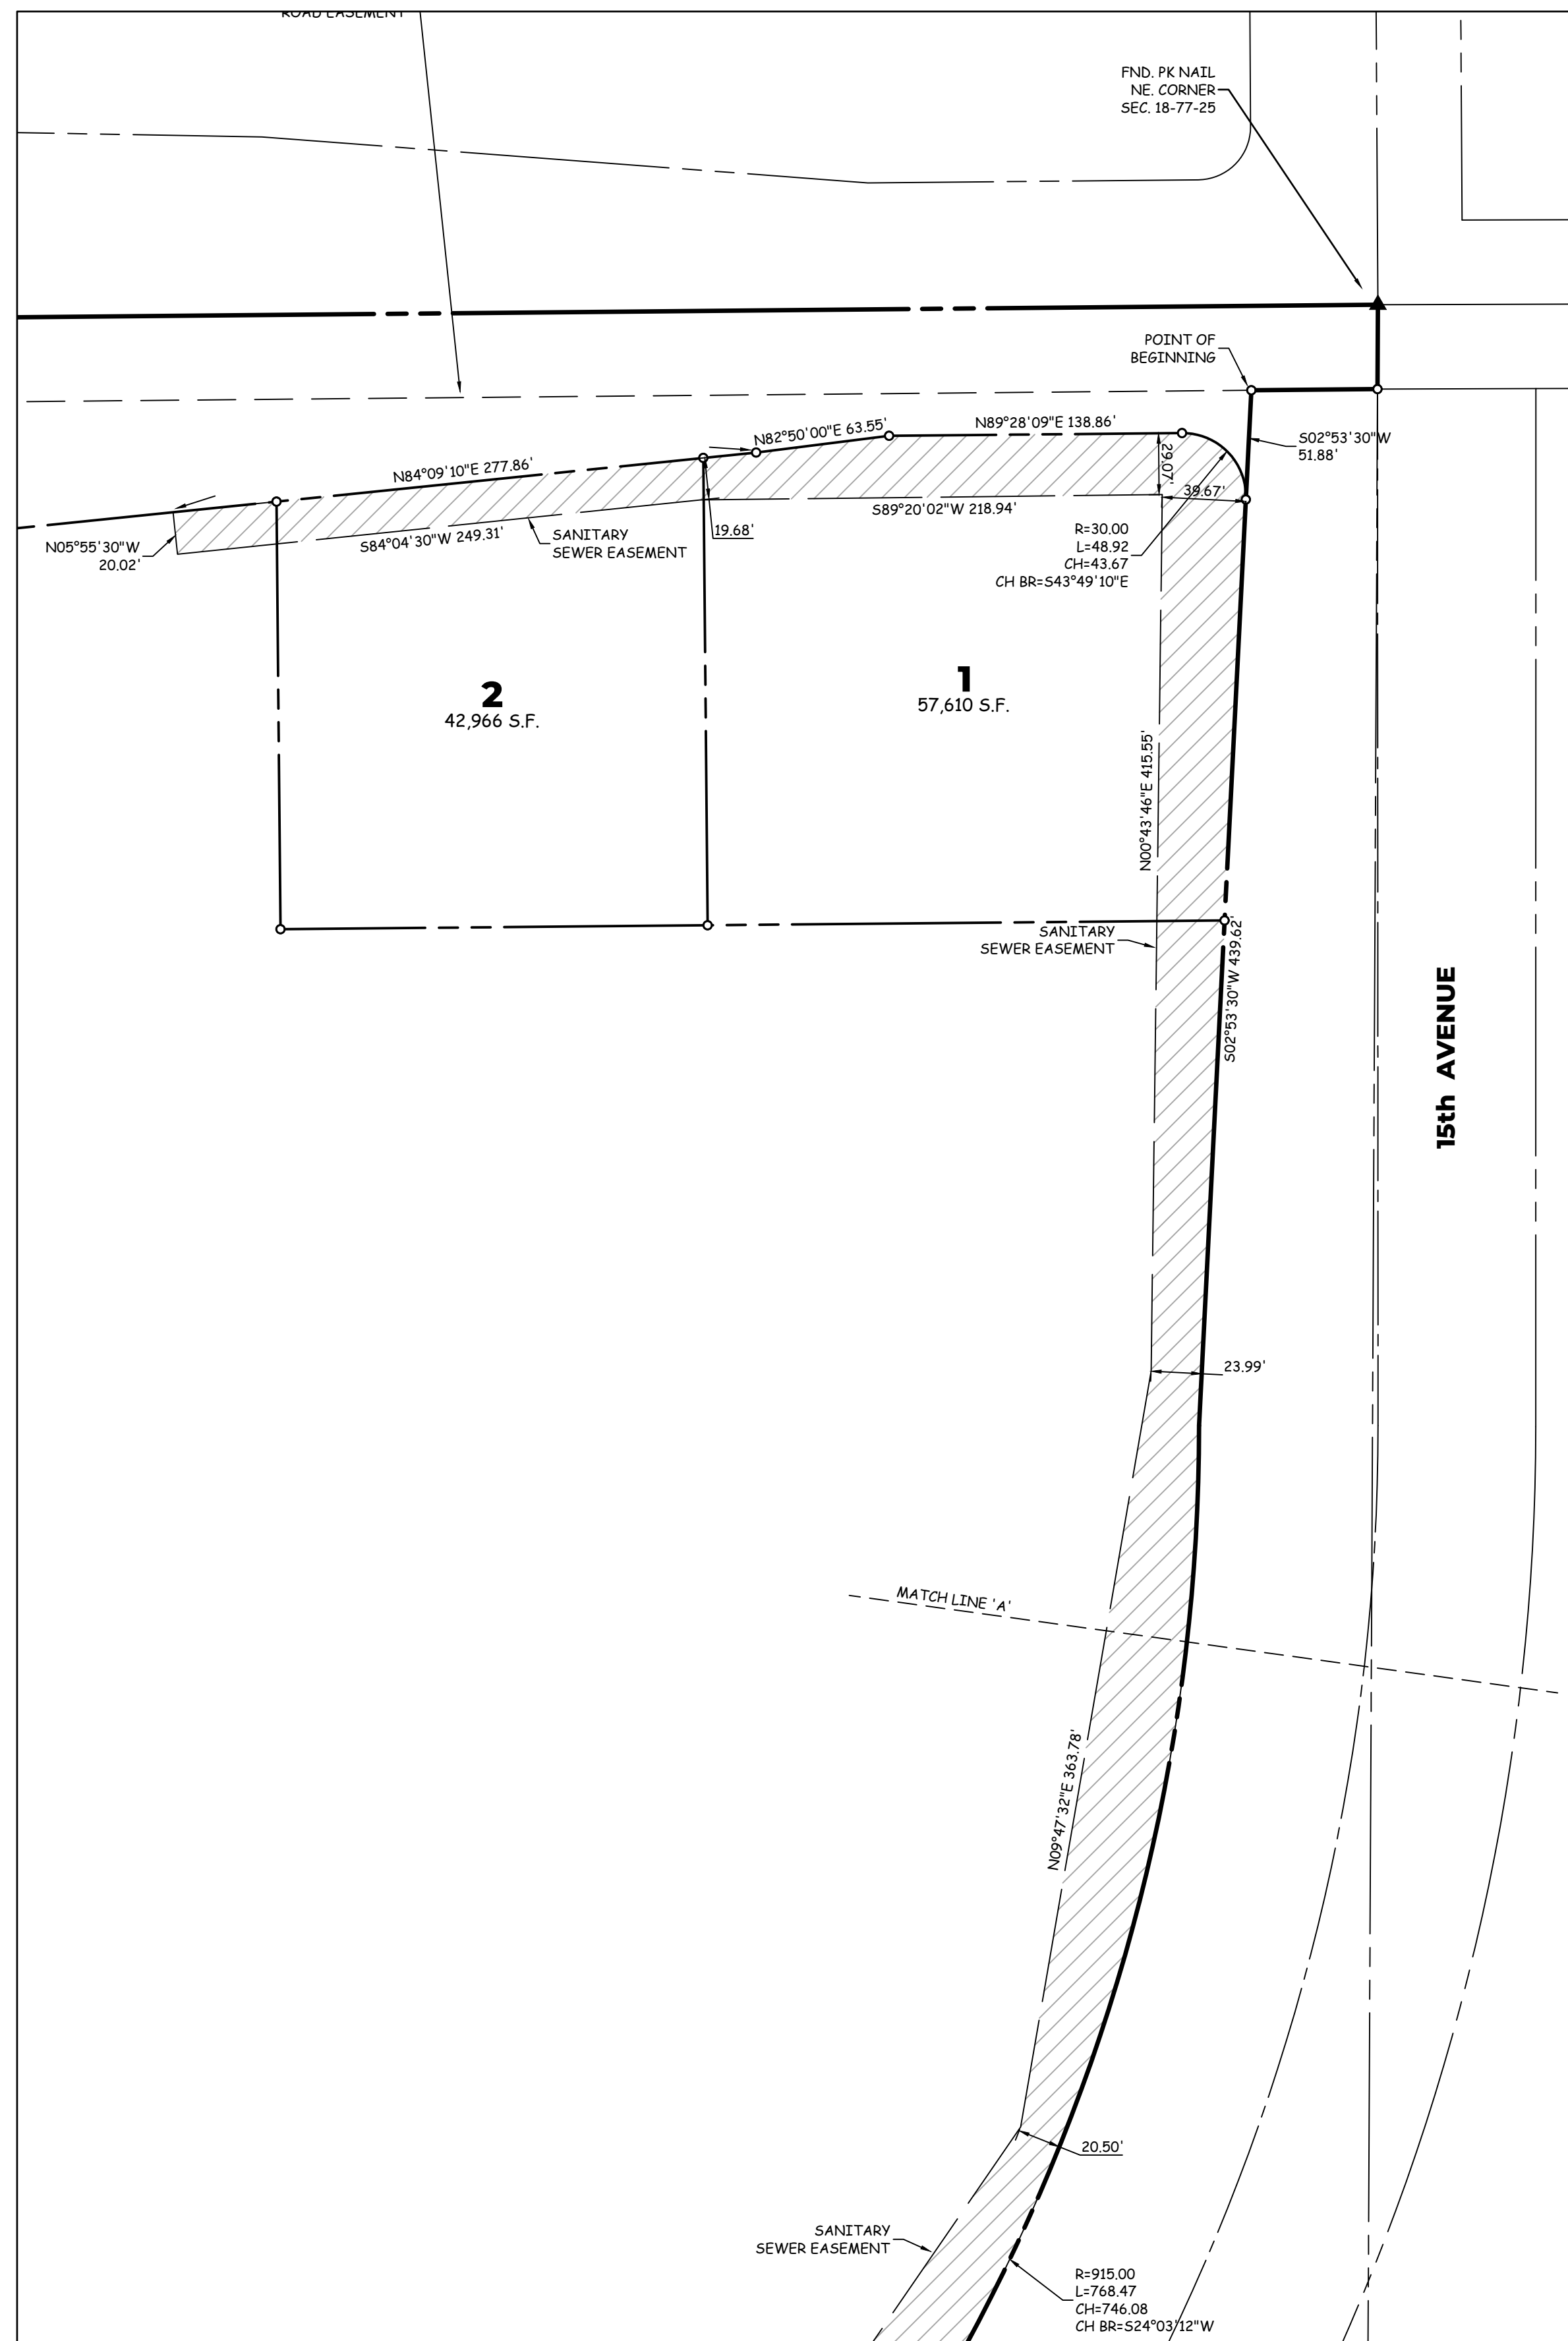 ROAD EASEMENT
FND. PK NAIL
NE. CORNER
SEC. 18-77-25
POINT OF
BEGINNING
S02°53'30"W
51.88'
N89°28'09"E 138.86'
N82°50'00"E 63.55'
N84°09'10"E 277.86'
29.07'
39.67'
S89°20'02"W 218.94'
19.68'
S84°04'30"W 249.31'
SANITARY
SEWER EASEMENT
N05°55'30"W
20.02'
R=30.00
L=48.92
CH=43.67
CH BR=S43°49'10"E
2
42,966 S.F.
1
57,610 S.F.
N00°43'46"E 415.55'
SANITARY
SEWER EASEMENT
S02°53'30"W 439.62'
15th AVENUE
23.99'
MATCH LINE 'A'
N09°47'32"E 363.78'
20.50'
SANITARY
SEWER EASEMENT
R=915.00
L=768.47
CH=746.08
CH BR=S24°03'12"W